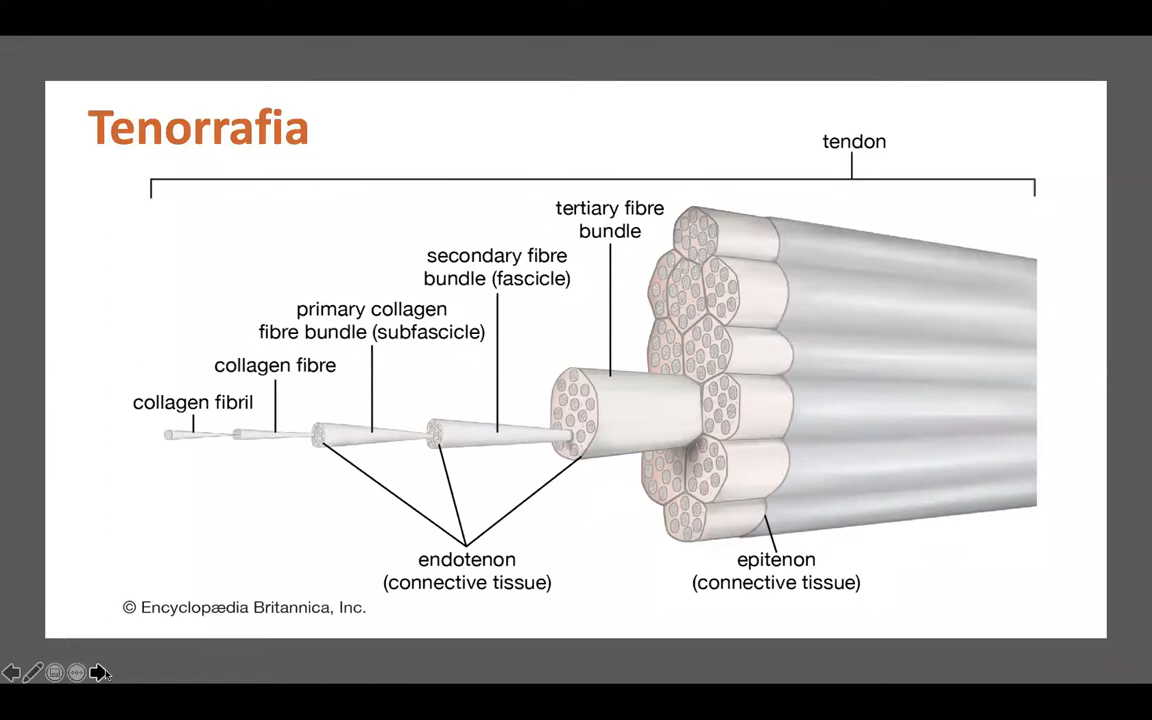 Tenorrafia
tendon
tertiary fibre
bundle
secondary fibre
bundle (fascicle)
primary collagen
fibre bundle (subfascicle)
collagen fibre
collagen fibril
endotenon
(connective tissue)
epitenon
(connective tissue)
© Encyclopædia Britannica, Inc.